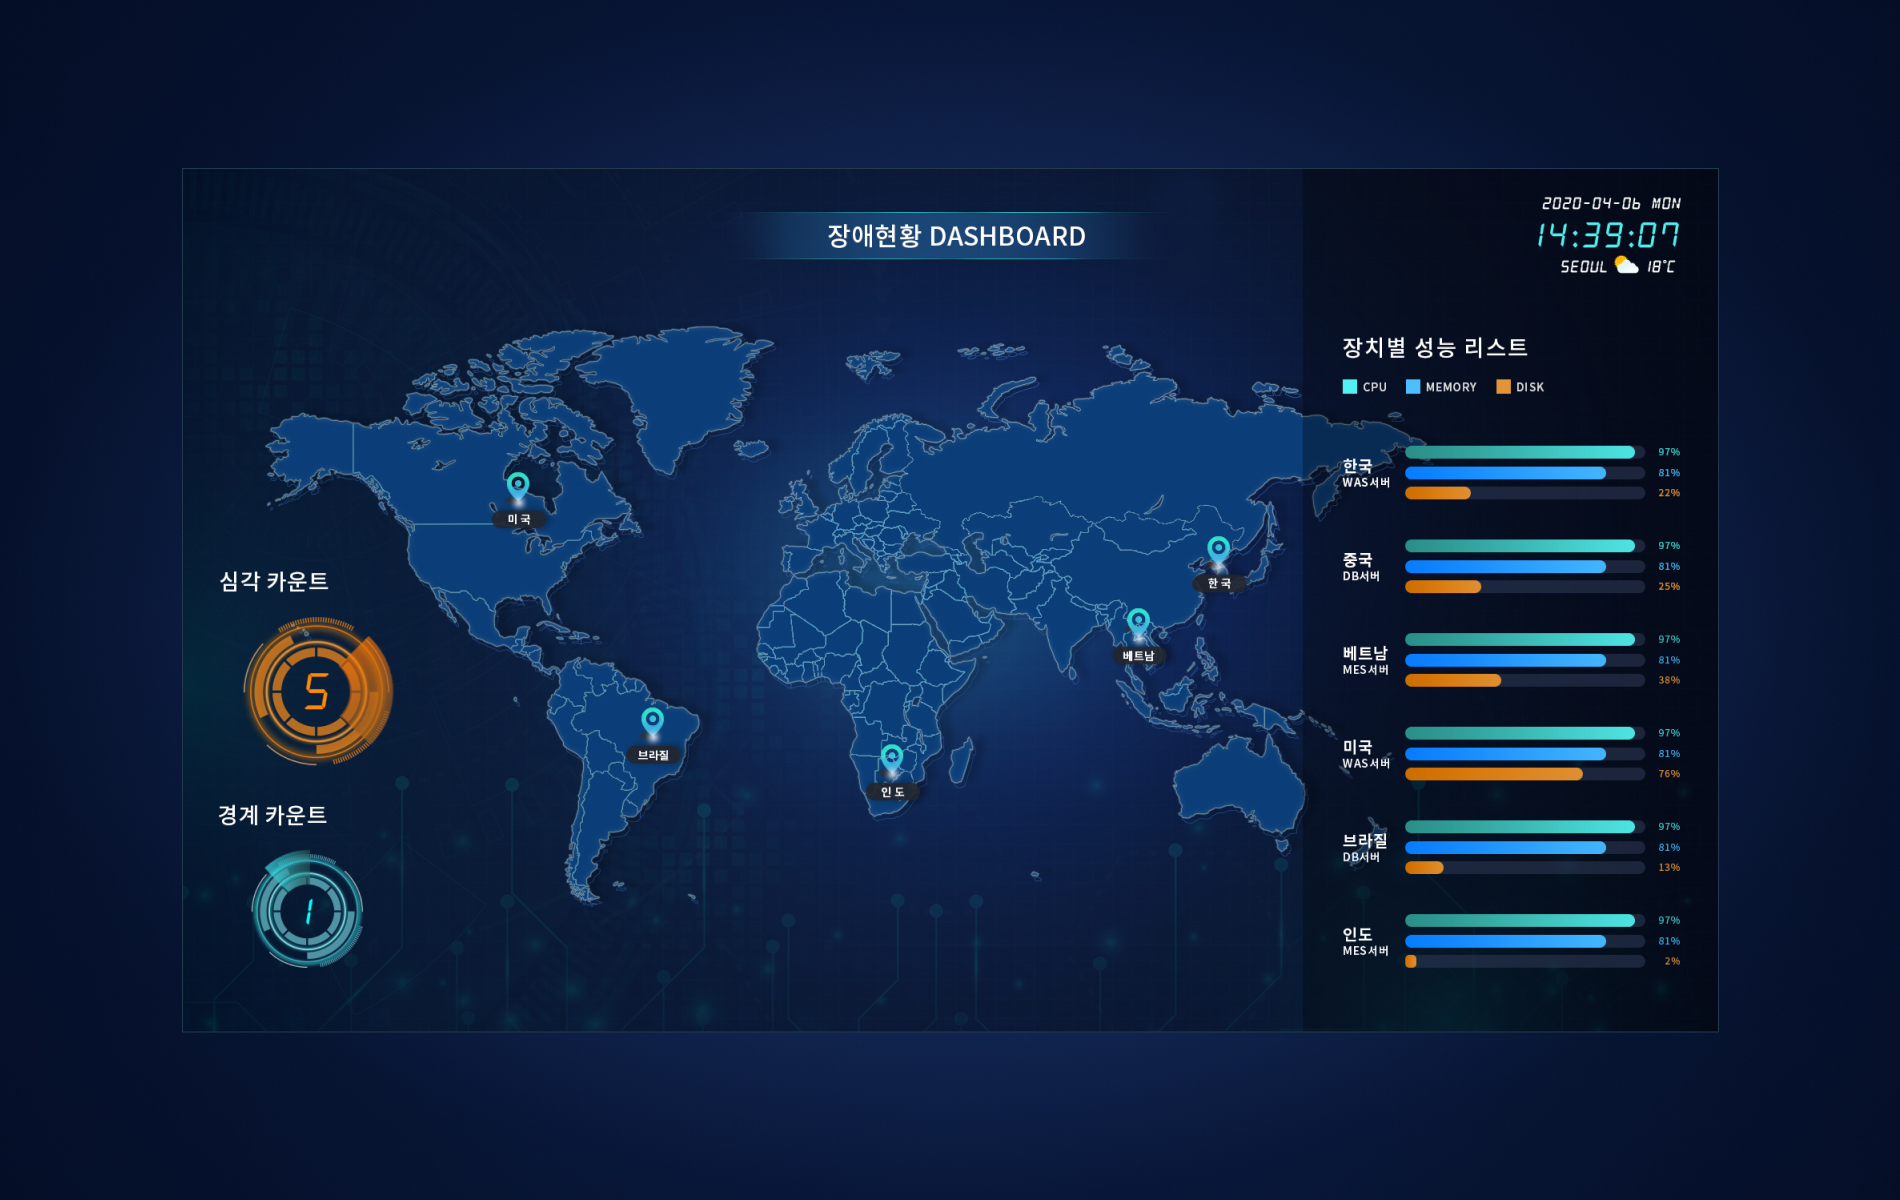 장애현황 DASHBOARD
2020-04-06 MON
14:39:07
SEOUL 18°C
미국
한국
베트남
브라질
인도
심각 카운트
5
경계 카운트
1
장치별 성능 리스트
CPU MEMORY DISK
한국
WAS서버
97%
81%
22%
중국
DB서버
97%
81%
25%
베트남
MES서버
97%
81%
38%
미국
WAS서버
97%
81%
76%
브라질
DB서버
97%
81%
13%
인도
MES서버
97%
81%
2%